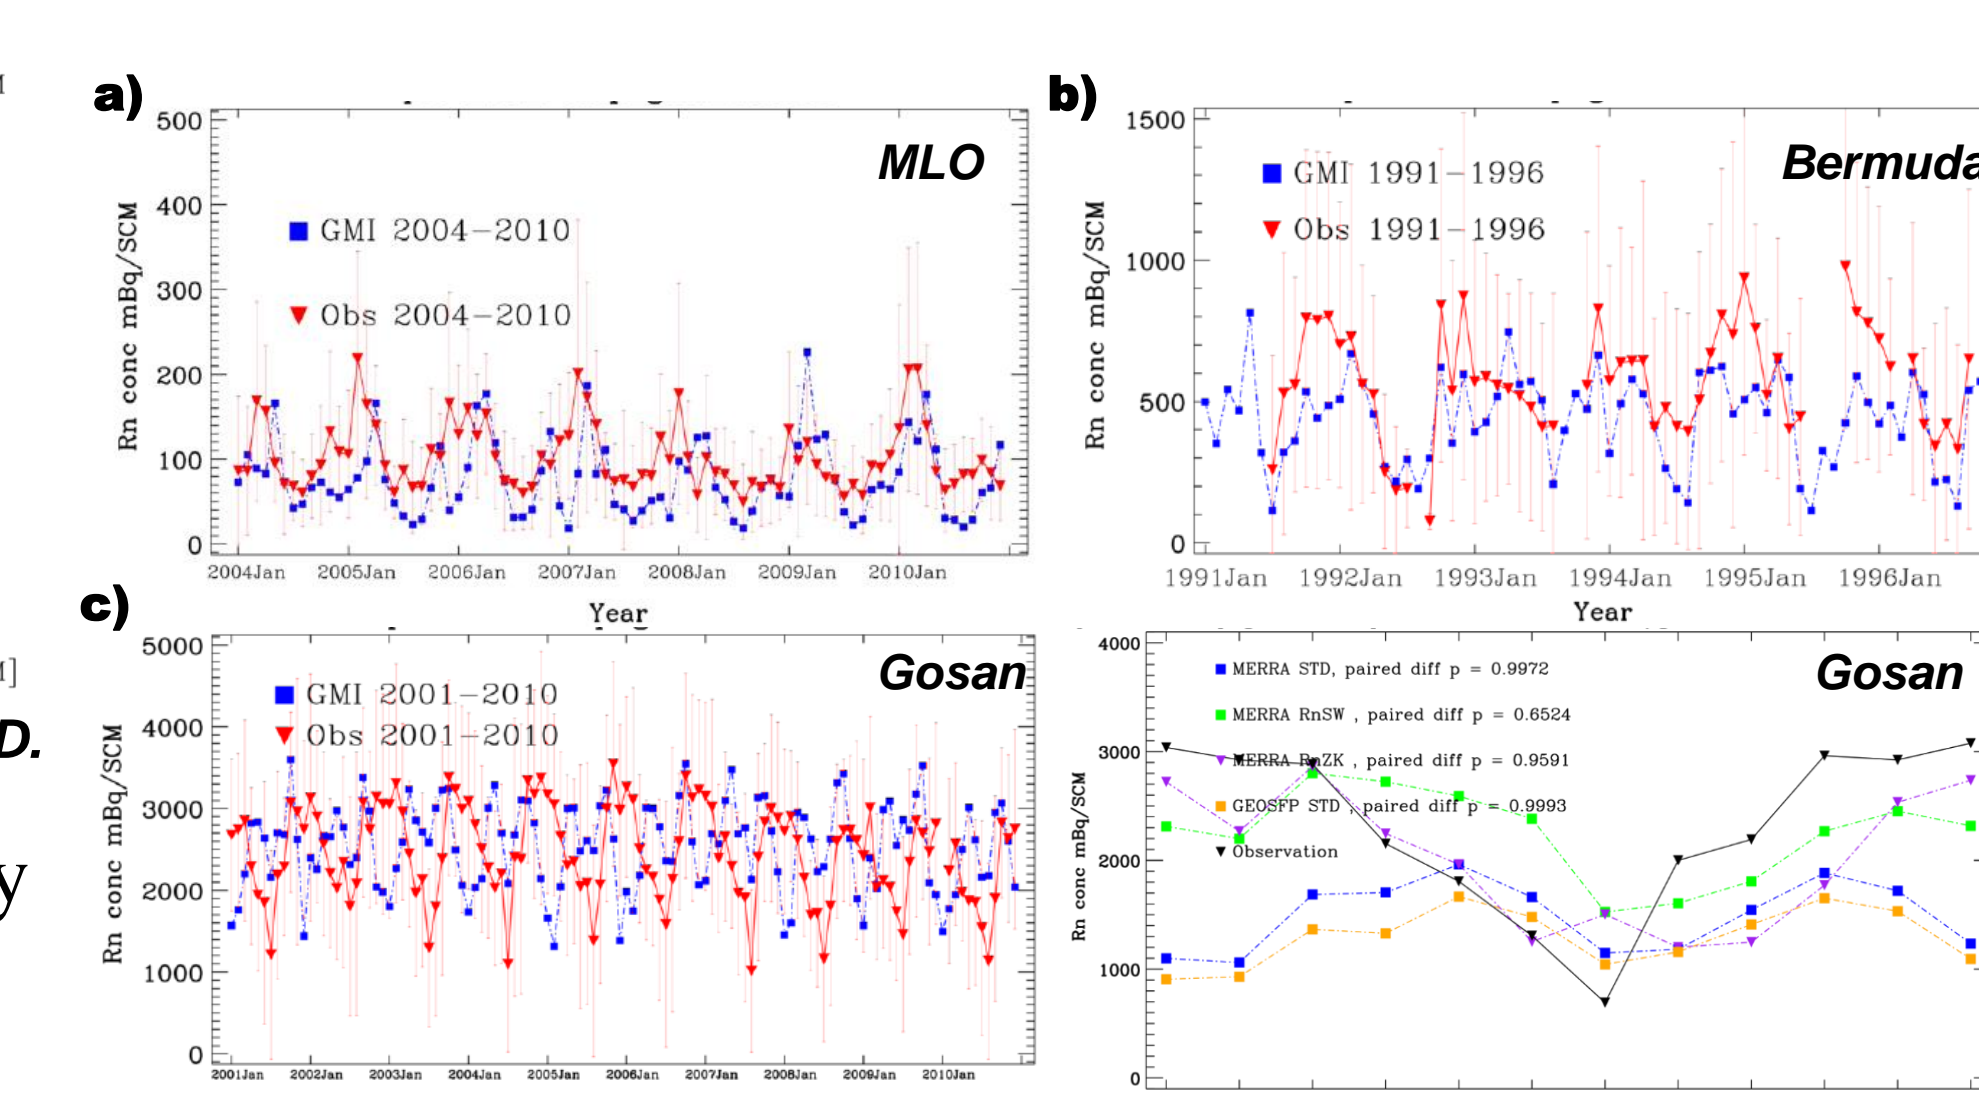 a)
MLO
500
400
300
200
100
0
Rn conc mBq/SCM
GMI 2004-2010
Obs 2004-2010
2004Jan 2005Jan 2006Jan 2007Jan 2008Jan 2009Jan 2010Jan
Year
b)
Bermuda
1500
1000
500
0
Rn conc mBq/SCM
GMI 1991-1996
Obs 1991-1996
1991Jan 1992Jan 1993Jan 1994Jan 1995Jan 1996Jan
Year
c)
Gosan
5000
4000
3000
2000
1000
0
Rn conc mBq/SCM
GMI 2001-2010
Obs 2001-2010
2001Jan 2002Jan 2003Jan 2004Jan 2005Jan 2006Jan 2007Jan 2008Jan 2009Jan 2010Jan
Gosan
4000
3000
2000
1000
0
Rn conc mBq/SCM
MERRA STD, paired diff p = 0.9972
MERRA RnSW , paired diff p = 0.6524
MERRA RnZK , paired diff p = 0.9591
GEOSFP STD , paired diff p = 0.9993
Observation
]
D.
y